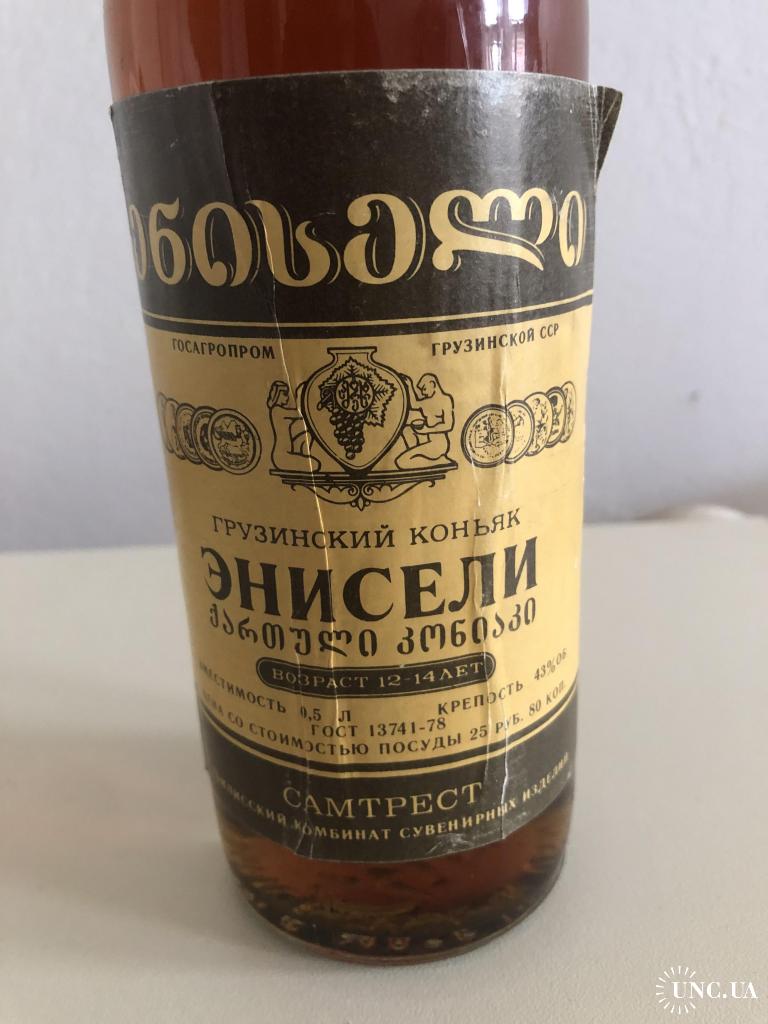 ენისელი
ГОСАГРОПРОМ ГРУЗИНСКОЙ ССР
ГРУЗИНСКИЙ КОНЬЯК
ЭНИСЕЛИ
ქართული კონიაკი
ВОЗРАСТ 12-14 ЛЕТ
ВМЕСТИМОСТЬ 0,5 Л КРЕПОСТЬ 43% ОБ
ГОСТ 13741-78
ЦЕНА СО СТОИМОСТЬЮ ПОСУДЫ 25 РУБ. 80 КОП.
САМТРЕСТ
ТБИЛИССКИЙ КОМБИНАТ СУВЕНИРНЫХ ИЗДЕЛИЙ
UNC.UA